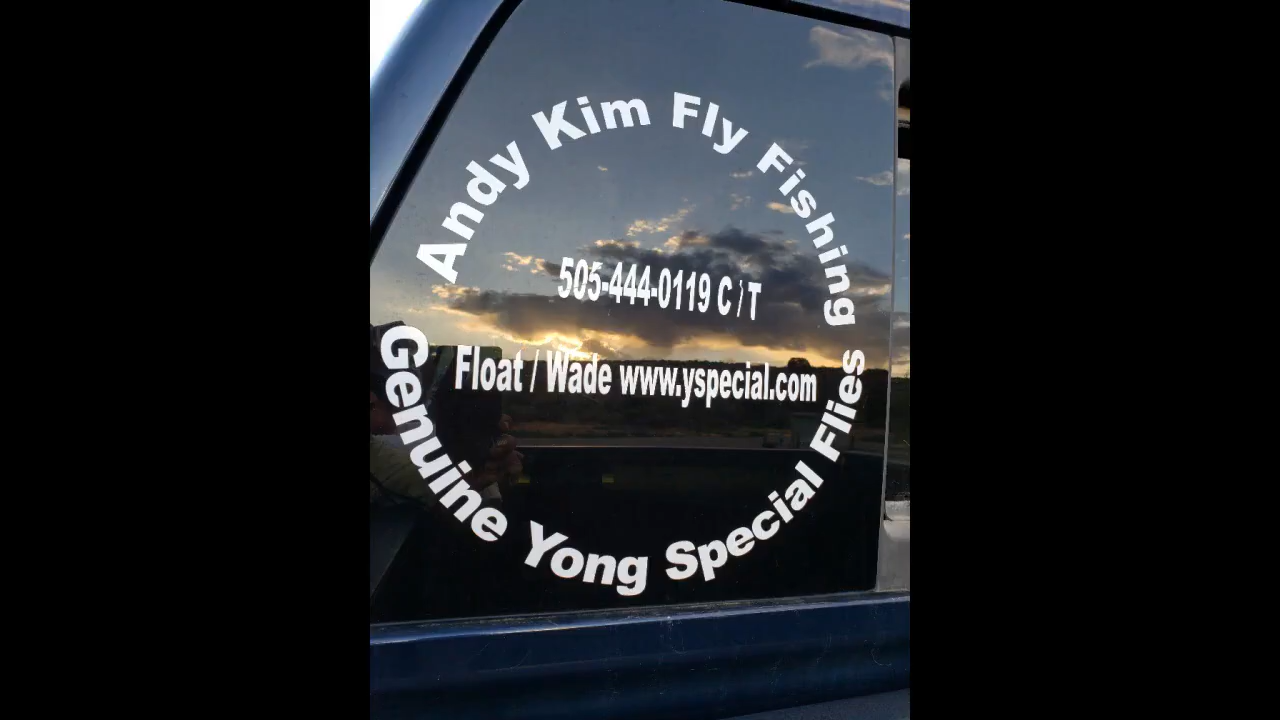 Andy Kim Fly Fishing
505-444-0119 C / T
Float / Wade www.yspecial.com
Genuine Yong Special Flies